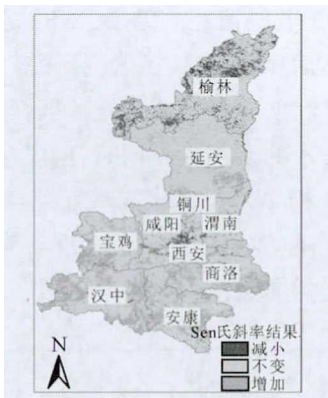 榆林
延安
铜川
咸阳 渭南
宝鸡
西安
商洛
汉中
安康
Sen氏斜率结果
N
减小
不变
增加